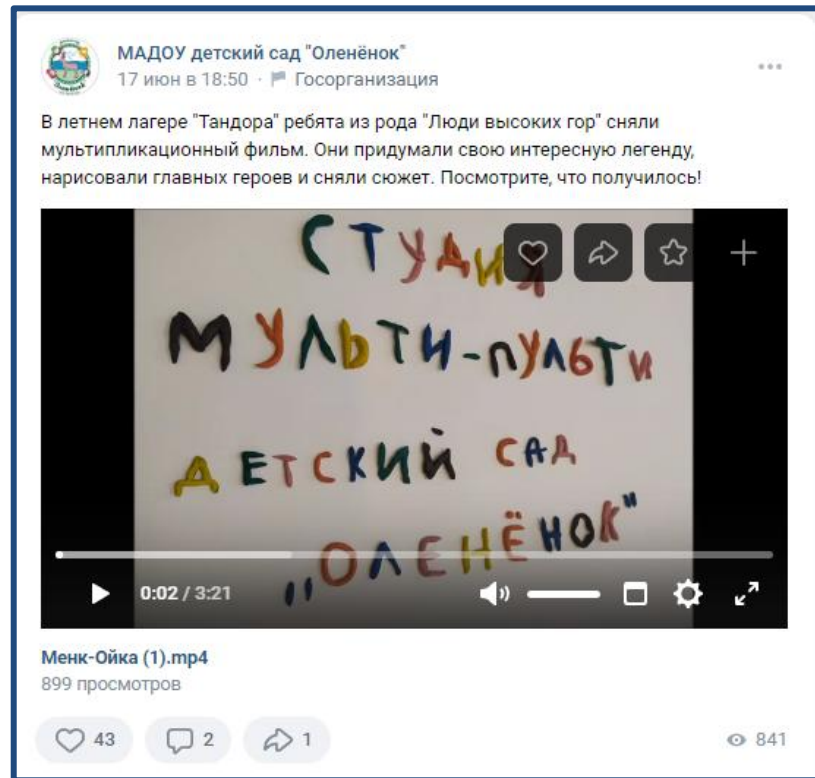 МАДОУ детский сад "Оленёнок"
17 июн в 18:50 · Госорганизация
В летнем лагере "Тандора" ребята из рода "Люди высоких гор" сняли
мультипликационный фильм. Они придумали свою интересную легенду,
нарисовали главных героев и сняли сюжет. Посмотрите, что получилось!
СТУДИЯ
МУЛЬТИ-ПУЛЬТИ
ДЕТСКИЙ САД
„ОЛЕНЁНОК"
0:02 / 3:21
Менк-Ойка (1).mp4
899 просмотров
43 2 1 841